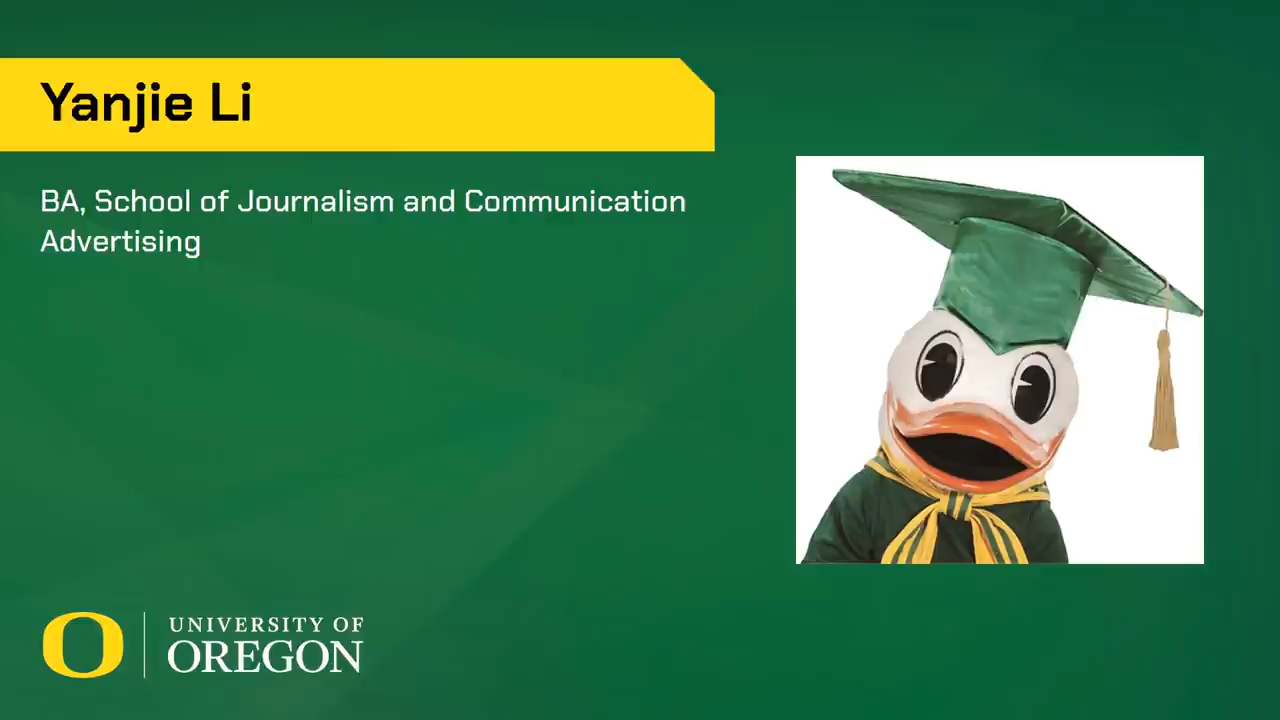 Yanjie Li
BA, School of Journalism and Communication
Advertising
O
UNIVERSITY OF
OREGON